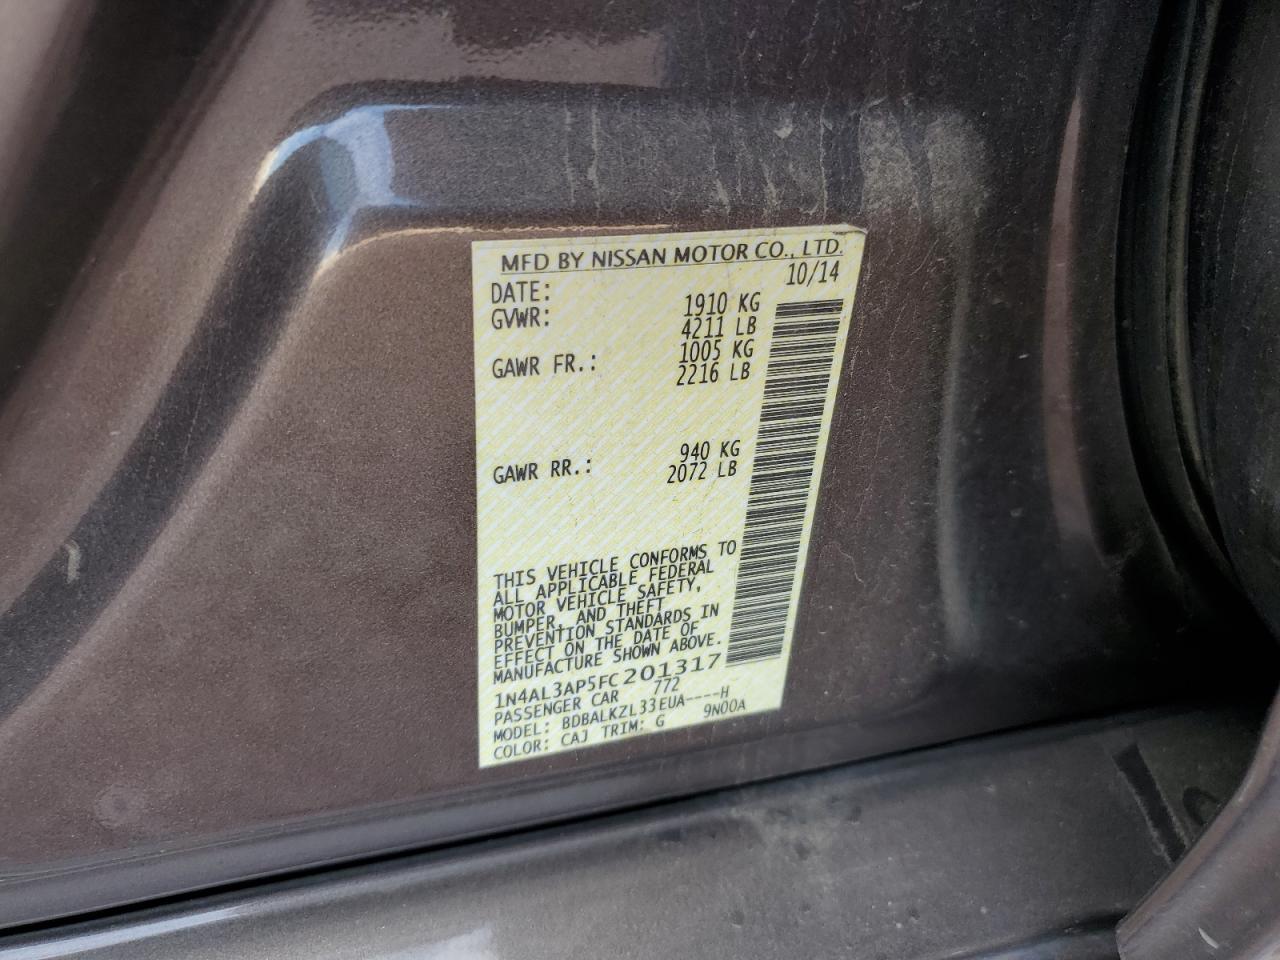 MFD BY NISSAN MOTOR CO., LTD.
DATE: 10/14
GVWR: 1910 KG
4211 LB
GAWR FR.: 1005 KG
2216 LB
GAWR RR.: 940 KG
2072 LB
THIS VEHICLE CONFORMS TO
ALL APPLICABLE FEDERAL
MOTOR VEHICLE SAFETY,
BUMPER, AND THEFT
PREVENTION STANDARDS IN
EFFECT ON THE DATE OF
MANUFACTURE SHOWN ABOVE.
1N4AL3AP5FC201317
PASSENGER CAR 772
MODEL: BDBALKZL33EUA----H
COLOR: CAJ TRIM: G 9N00A